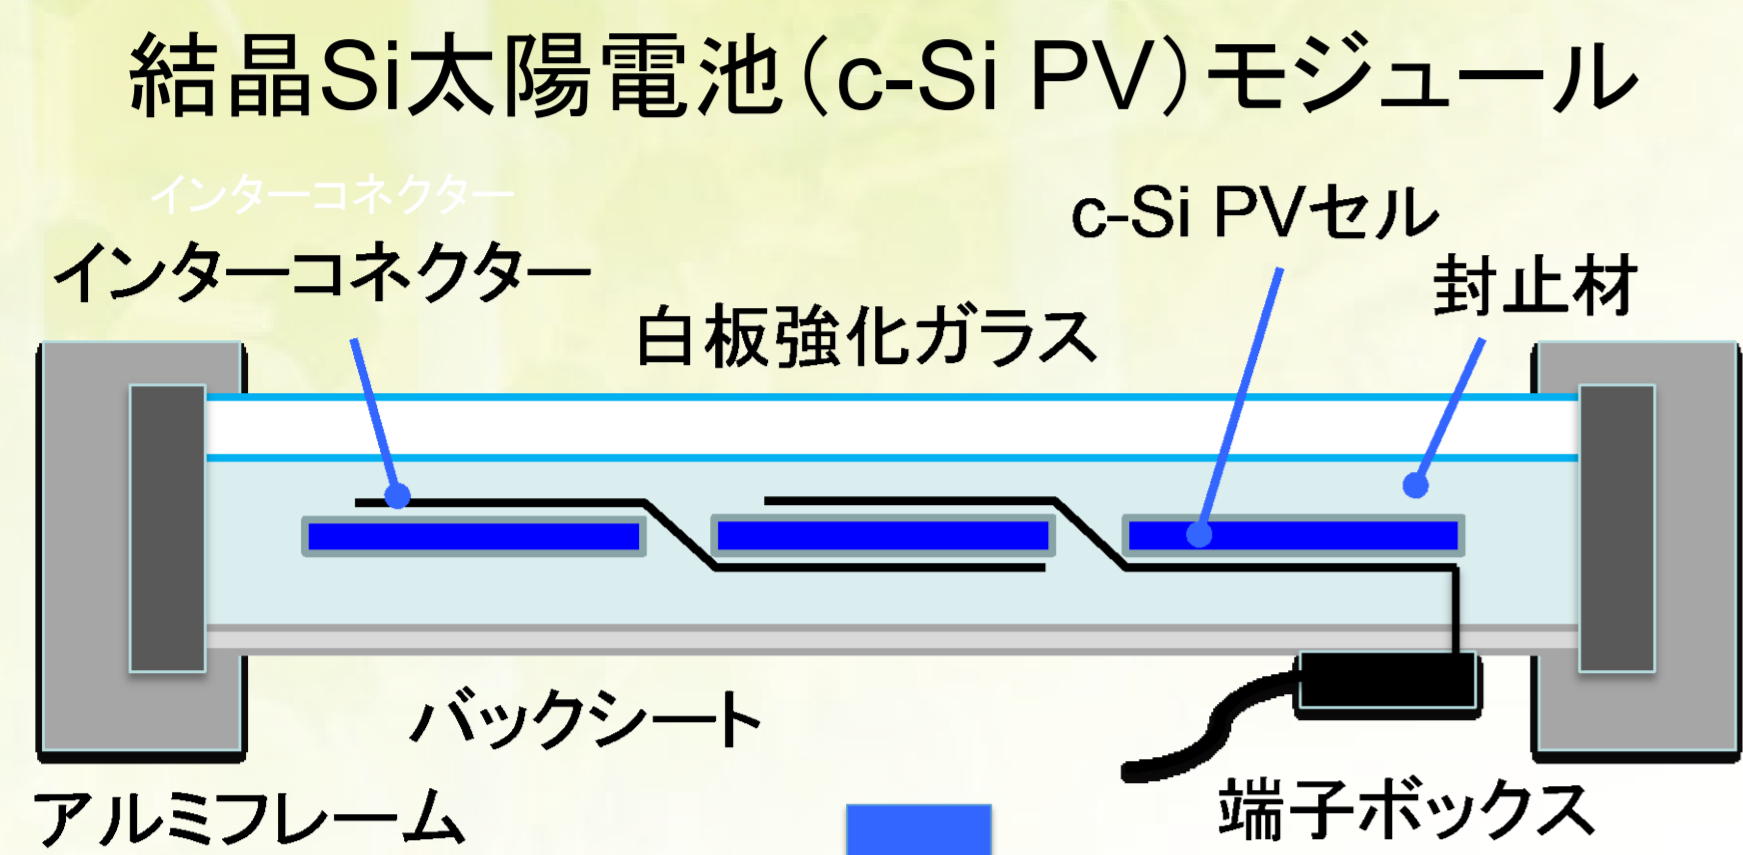 結晶Si太陽電池(c-Si PV)モジュール
インターコネクター
インターコネクター
c-Si PVセル
封止材
白板強化ガラス
バックシート
アルミフレーム
端子ボックス